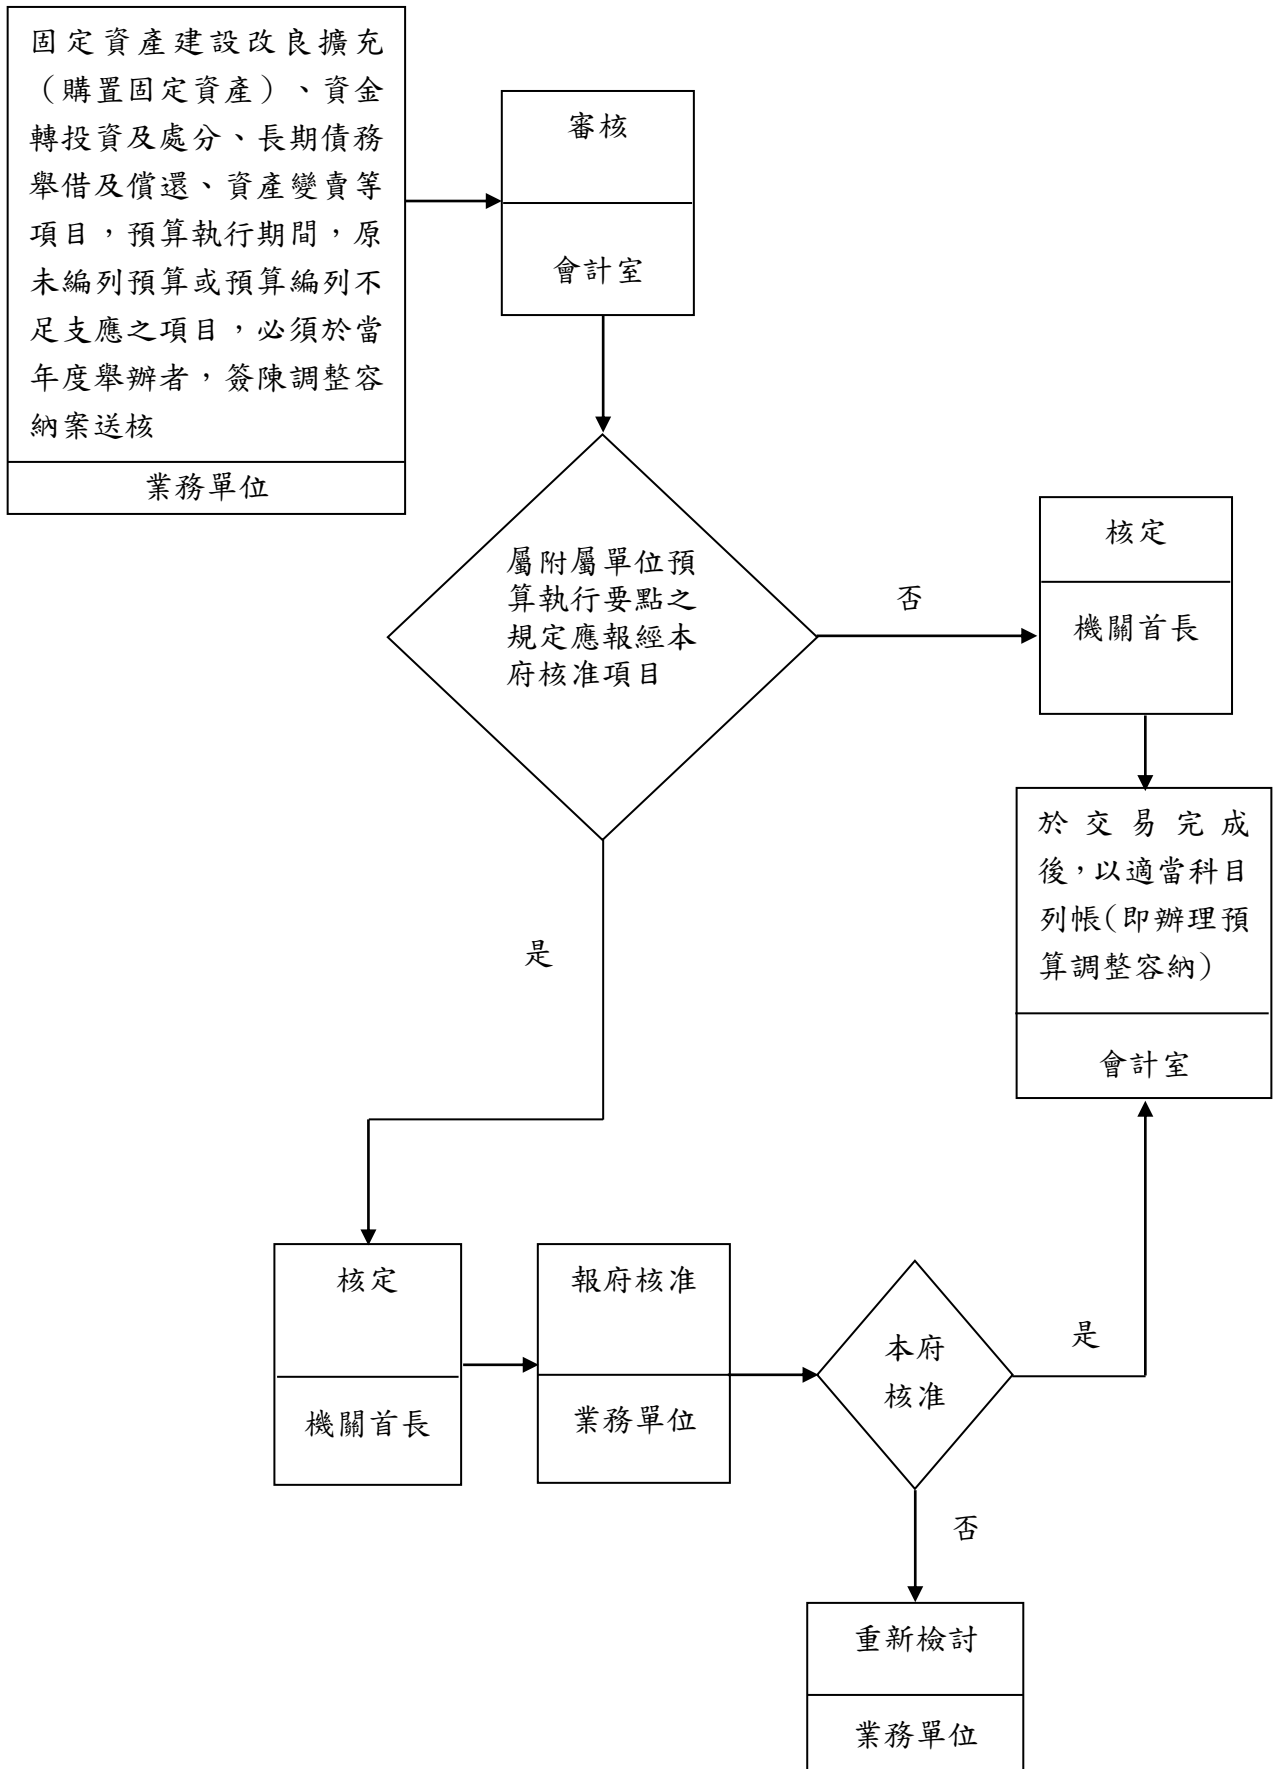 固定資產建設改良擴充
（購置固定資產）、資金
轉投資及處分、長期債務
舉借及償還、資產變賣等
項目，預算執行期間，原
未編列預算或預算編列不
足支應之項目，必須於當
年度舉辦者，簽陳調整容
納案送核
業務單位
審核
會計室
屬附屬單位預
算執行要點之
規定應報經本
府核准項目
否
核定
機關首長
於交易完成
後，以適當科目
列帳(即辦理預
算調整容納)
會計室
是
核定
機關首長
報府核准
業務單位
本府
核准
是
否
重新檢討
業務單位